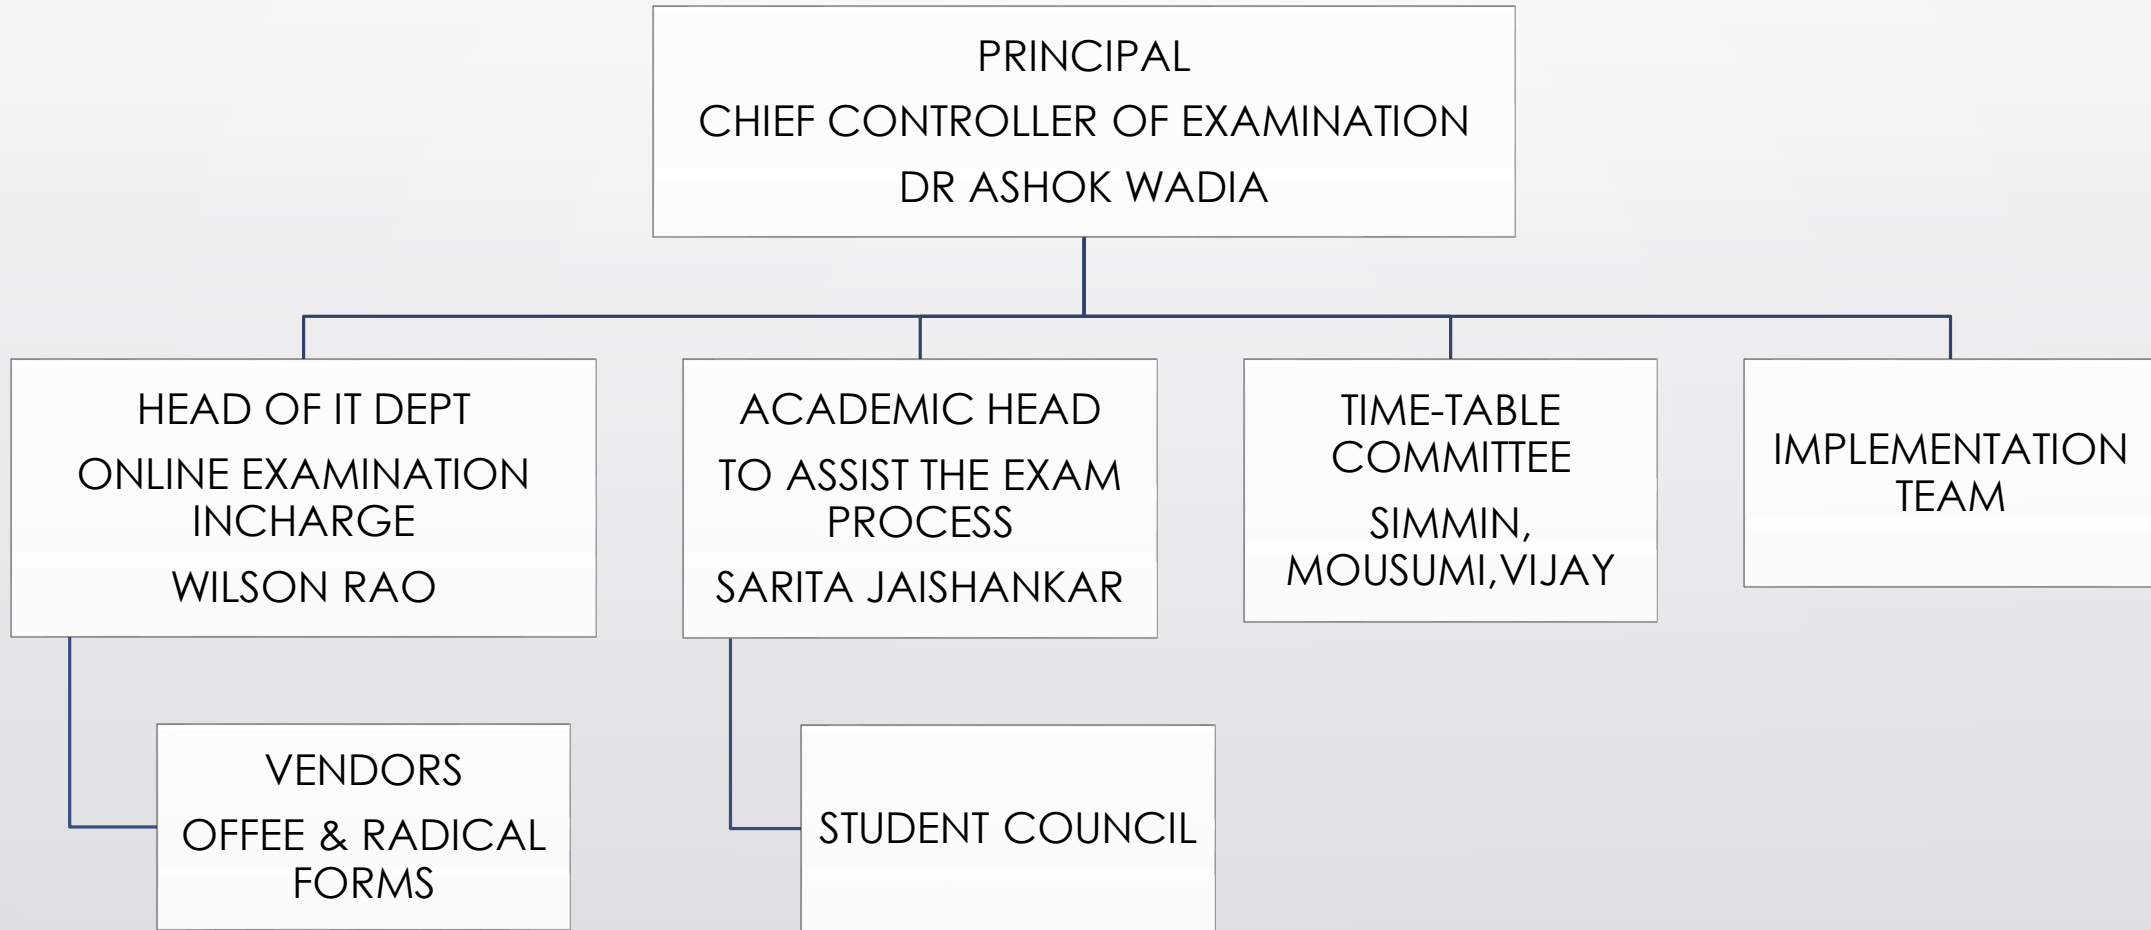 PRINCIPAL
CHIEF CONTROLLER OF EXAMINATION
DR ASHOK WADIA
HEAD OF IT DEPT
ONLINE EXAMINATION
INCHARGE
WILSON RAO
ACADEMIC HEAD
TO ASSIST THE EXAM
PROCESS
SARITA JAISHANKAR
TIME-TABLE
COMMITTEE
SIMMIN,
MOUSUMI,VIJAY
IMPLEMENTATION
TEAM
VENDORS
OFFEE & RADICAL
FORMS
STUDENT COUNCIL